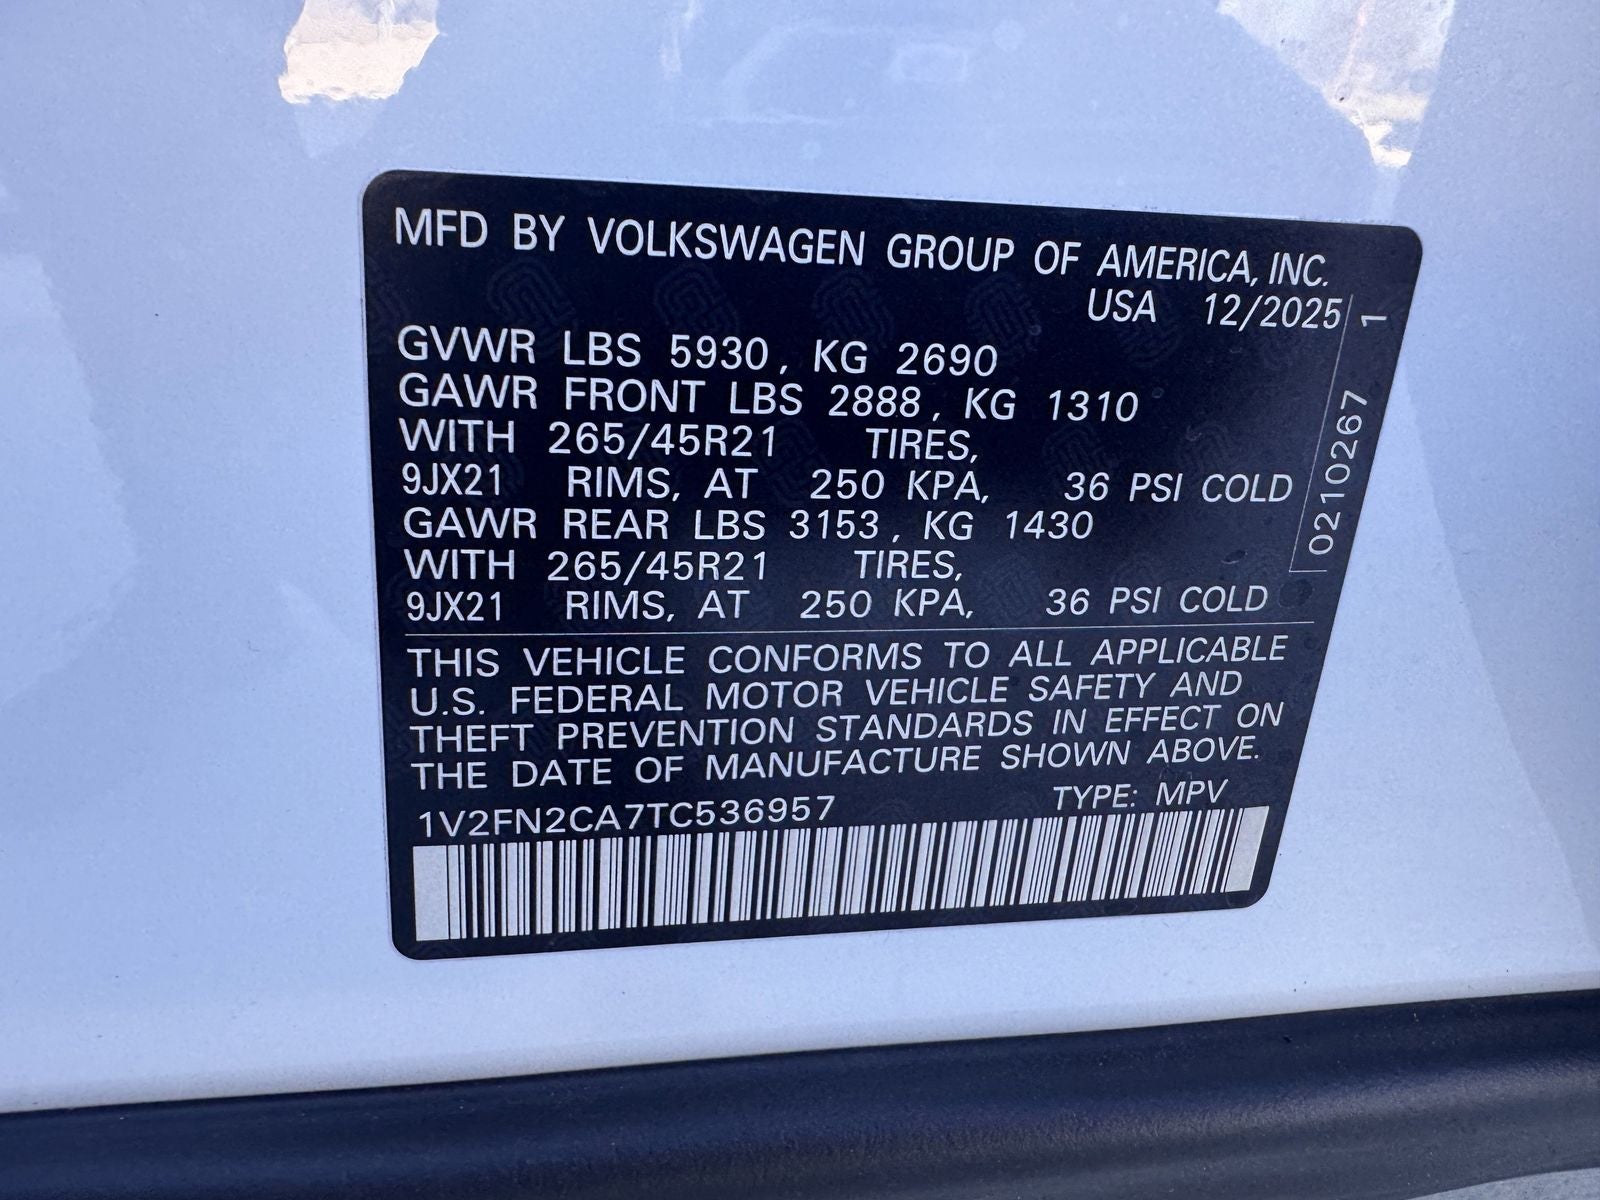 MFD BY VOLKSWAGEN GROUP OF AMERICA, INC.
USA 12/2025
GVWR LBS 5930, KG 2690
GAWR FRONT LBS 2888, KG 1310
WITH 265/45R21 TIRES,
9JX21 RIMS, AT 250 KPA, 36 PSI COLD
GAWR REAR LBS 3153, KG 1430
WITH 265/45R21 TIRES,
9JX21 RIMS, AT 250 KPA, 36 PSI COLD
0210267 1
THIS VEHICLE CONFORMS TO ALL APPLICABLE
U.S. FEDERAL MOTOR VEHICLE SAFETY AND
THEFT PREVENTION STANDARDS IN EFFECT ON
THE DATE OF MANUFACTURE SHOWN ABOVE.
1V2FN2CA7TC536957 TYPE: MPV